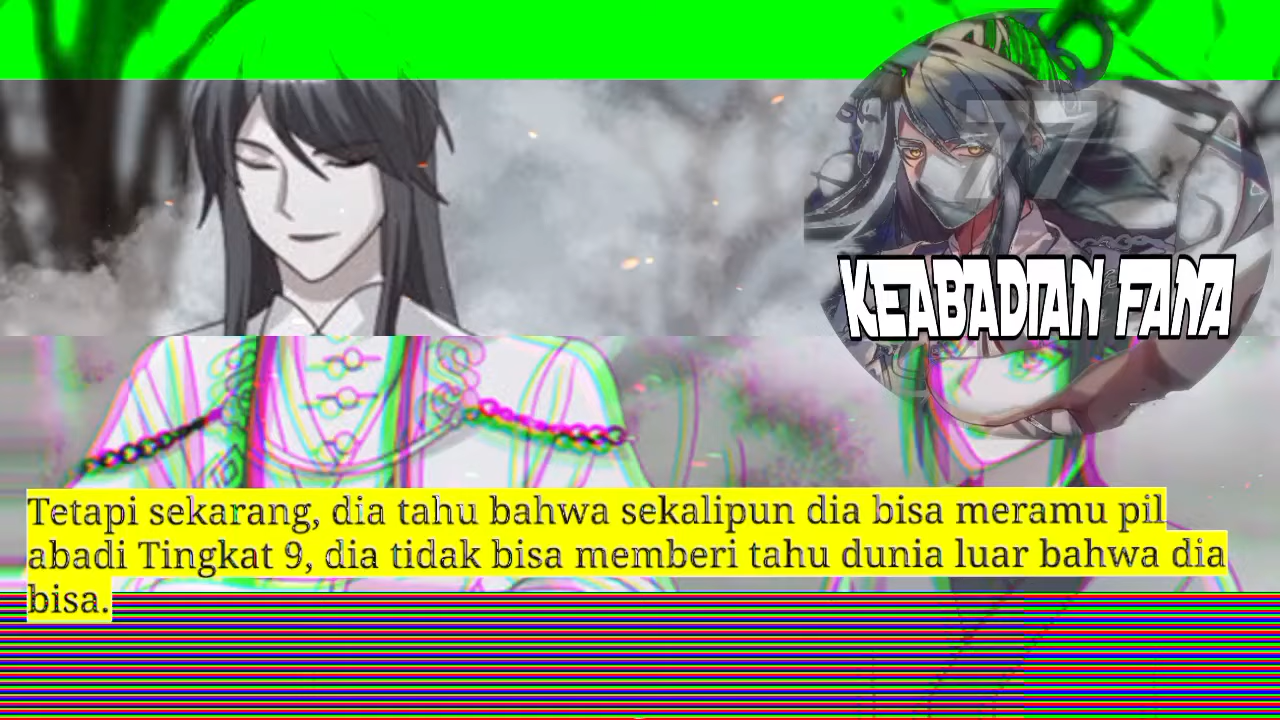 77
KEABADIAN FANA
Tetapi sekarang, dia tahu bahwa sekalipun dia bisa meramu pil
abadi Tingkat 9, dia tidak bisa memberi tahu dunia luar bahwa dia
bisa.